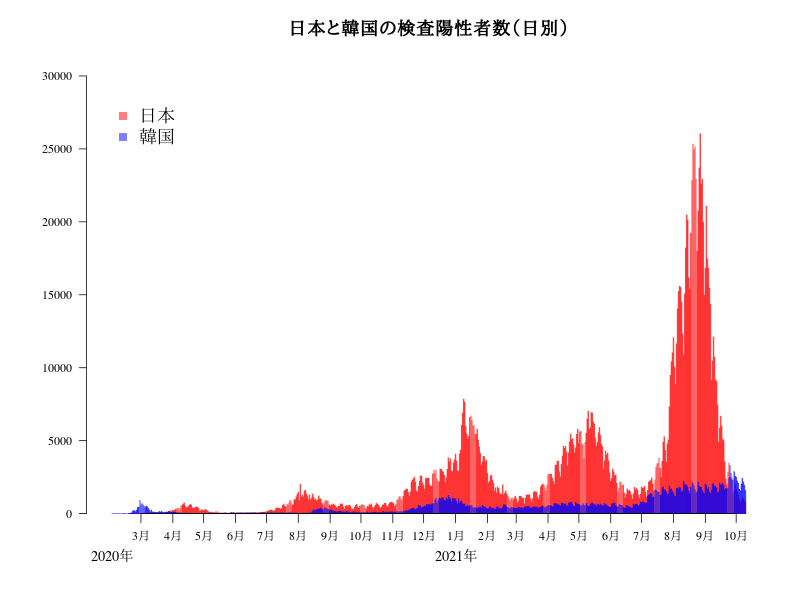 日本と韓国の検査陽性者数(日別)
30000
25000
20000
15000
10000
5000
0
日本
韓国
3月 4月 5月 6月 7月 8月 9月 10月 11月 12月 1月 2月 3月 4月 5月 6月 7月 8月 9月 10月
2020年 2021年